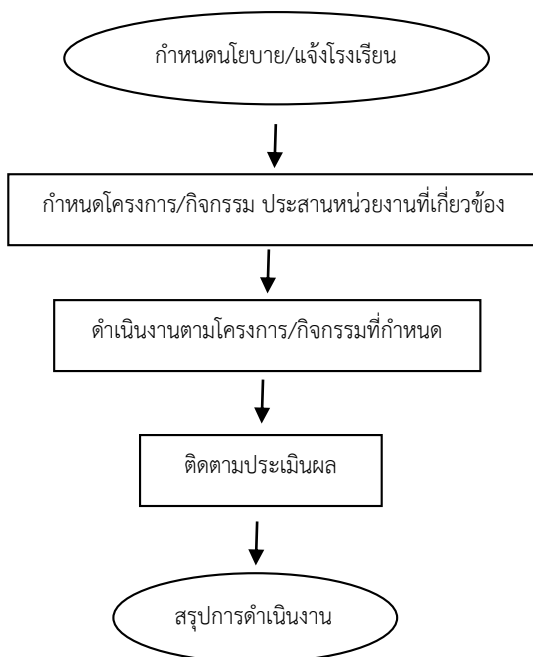 กำหนดนโยบาย/แจ้งโรงเรียน
กำหนดโครงการ/กิจกรรม ประสานหน่วยงานที่เกี่ยวข้อง
ดำเนินงานตามโครงการ/กิจกรรมที่กำหนด
ติดตามประเมินผล
สรุปการดำเนินงาน